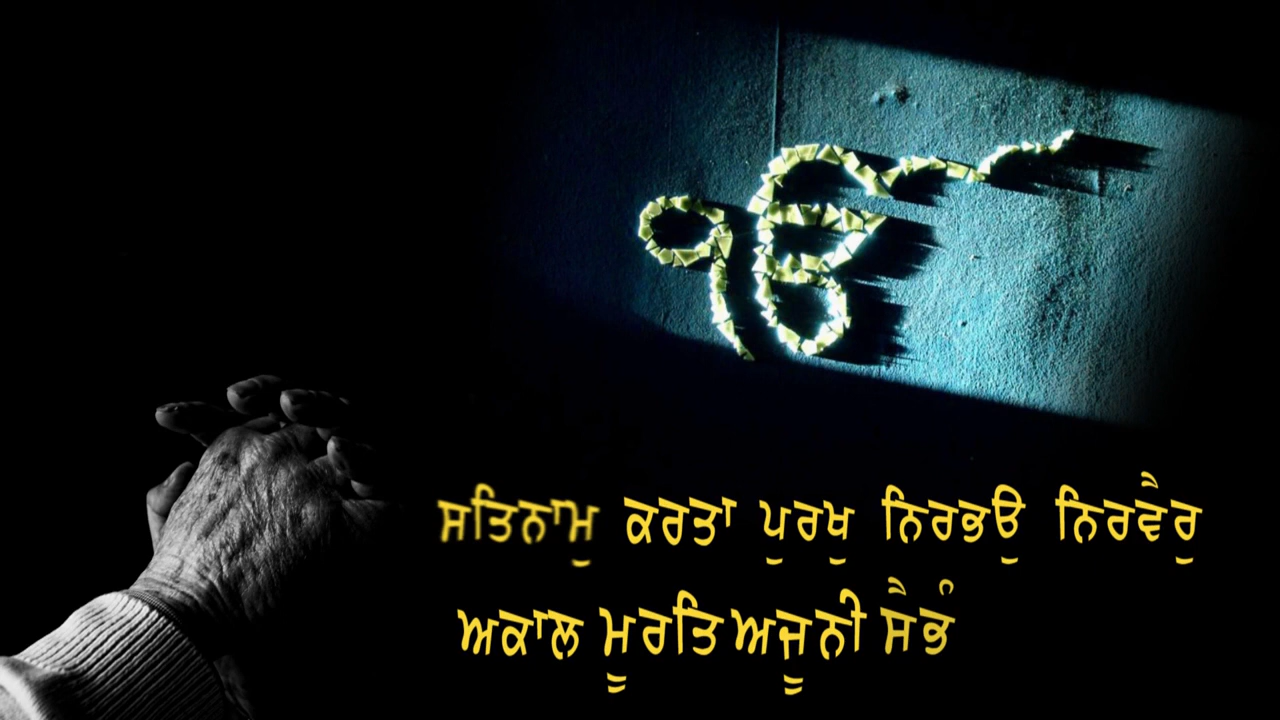 ੴ
ਸਤਿਨਾਮੁ ਕਰਤਾ ਪੁਰਖੁ ਨਿਰਭਉ ਨਿਰਵੈਰੁ
ਅਕਾਲ ਮੂਰਤਿ ਅਜੂਨੀ ਸੈਭੰ